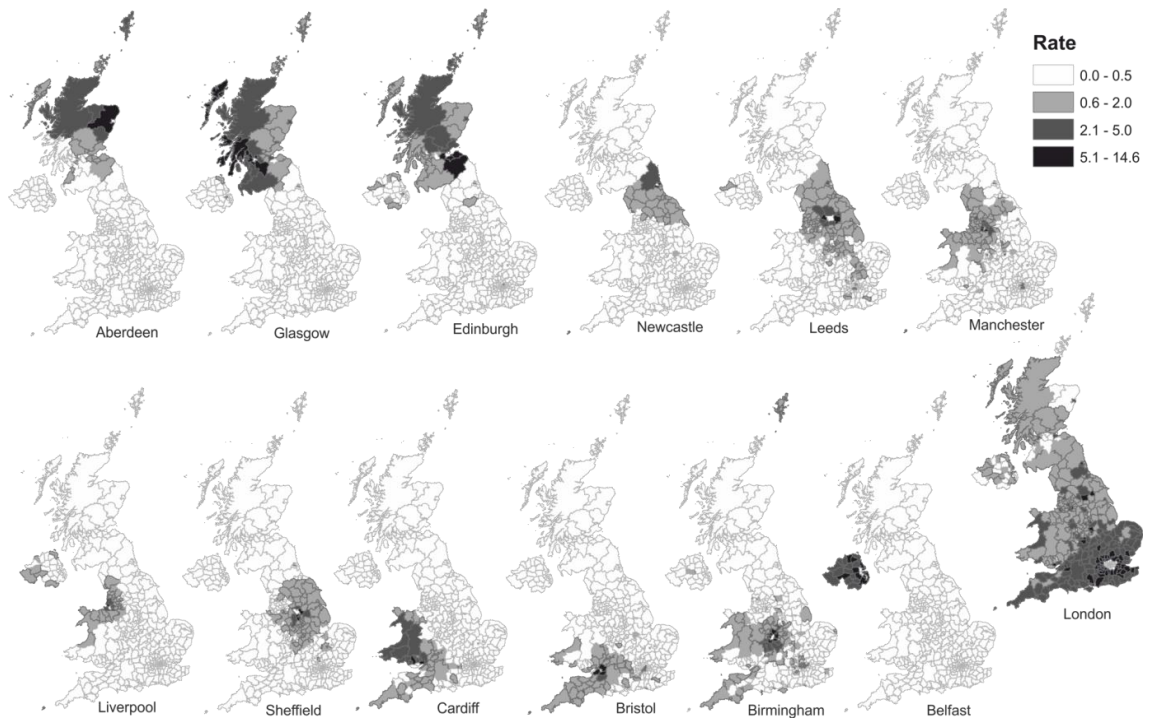 Rate
0.0 - 0.5
0.6 - 2.0
2.1 - 5.0
5.1 - 14.6
Aberdeen
Glasgow
Edinburgh
Newcastle
Leeds
Manchester
Liverpool
Sheffield
Cardiff
Bristol
Birmingham
Belfast
London